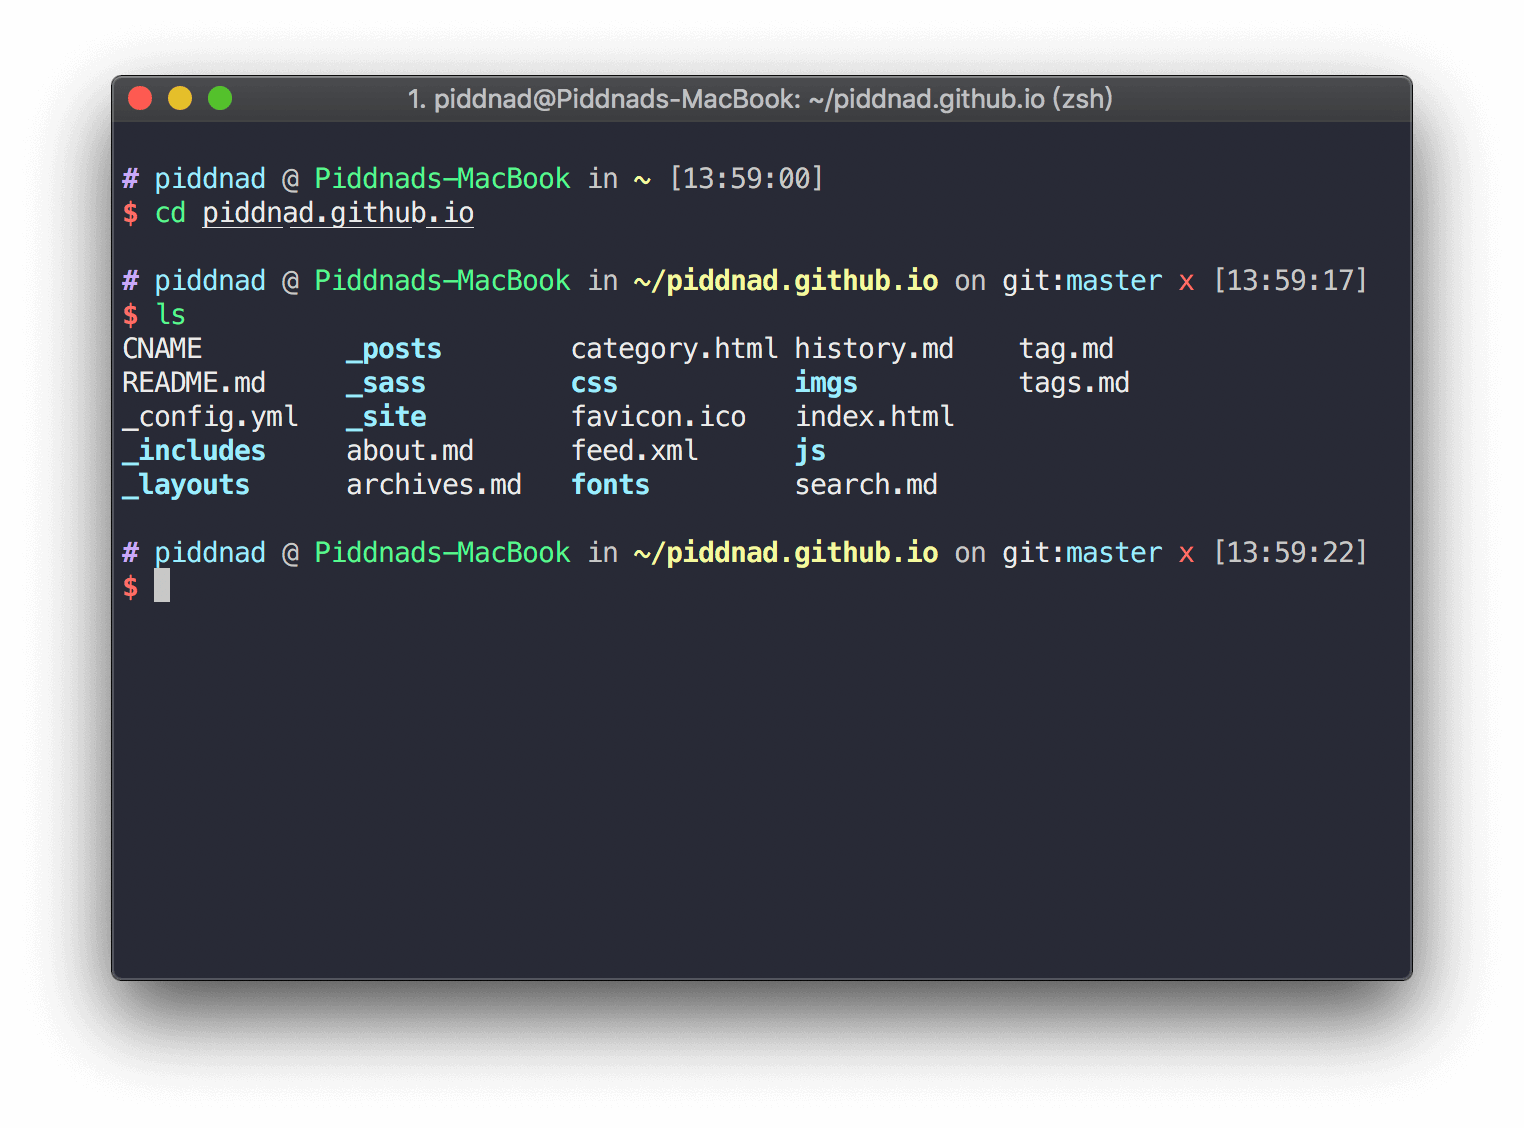 1. piddnad@Piddnads-MacBook: ~/piddnad.github.io (zsh)
# piddnad @ Piddnads-MacBook in ~ [13:59:00]
$ cd piddnad.github.io
# piddnad @ Piddnads-MacBook in ~/piddnad.github.io on git:master x [13:59:17]
$ ls
CNAME _posts category.html history.md tag.md
README.md _sass css imgs tags.md
_config.yml _site favicon.ico index.html
_includes about.md feed.xml js
_layouts archives.md fonts search.md
# piddnad @ Piddnads-MacBook in ~/piddnad.github.io on git:master x [13:59:22]
$